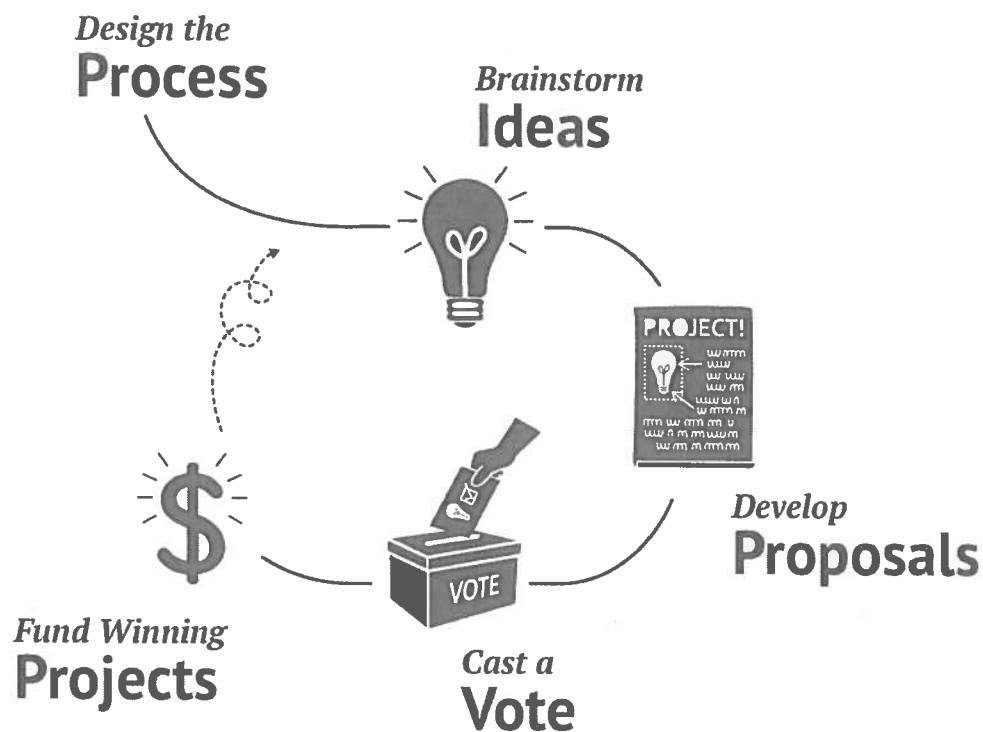 Design the
Process
Brainstorm
Ideas
PROJECT!
Develop
Proposals
VOTE
Cast a
Vote
$
Fund Winning
Projects